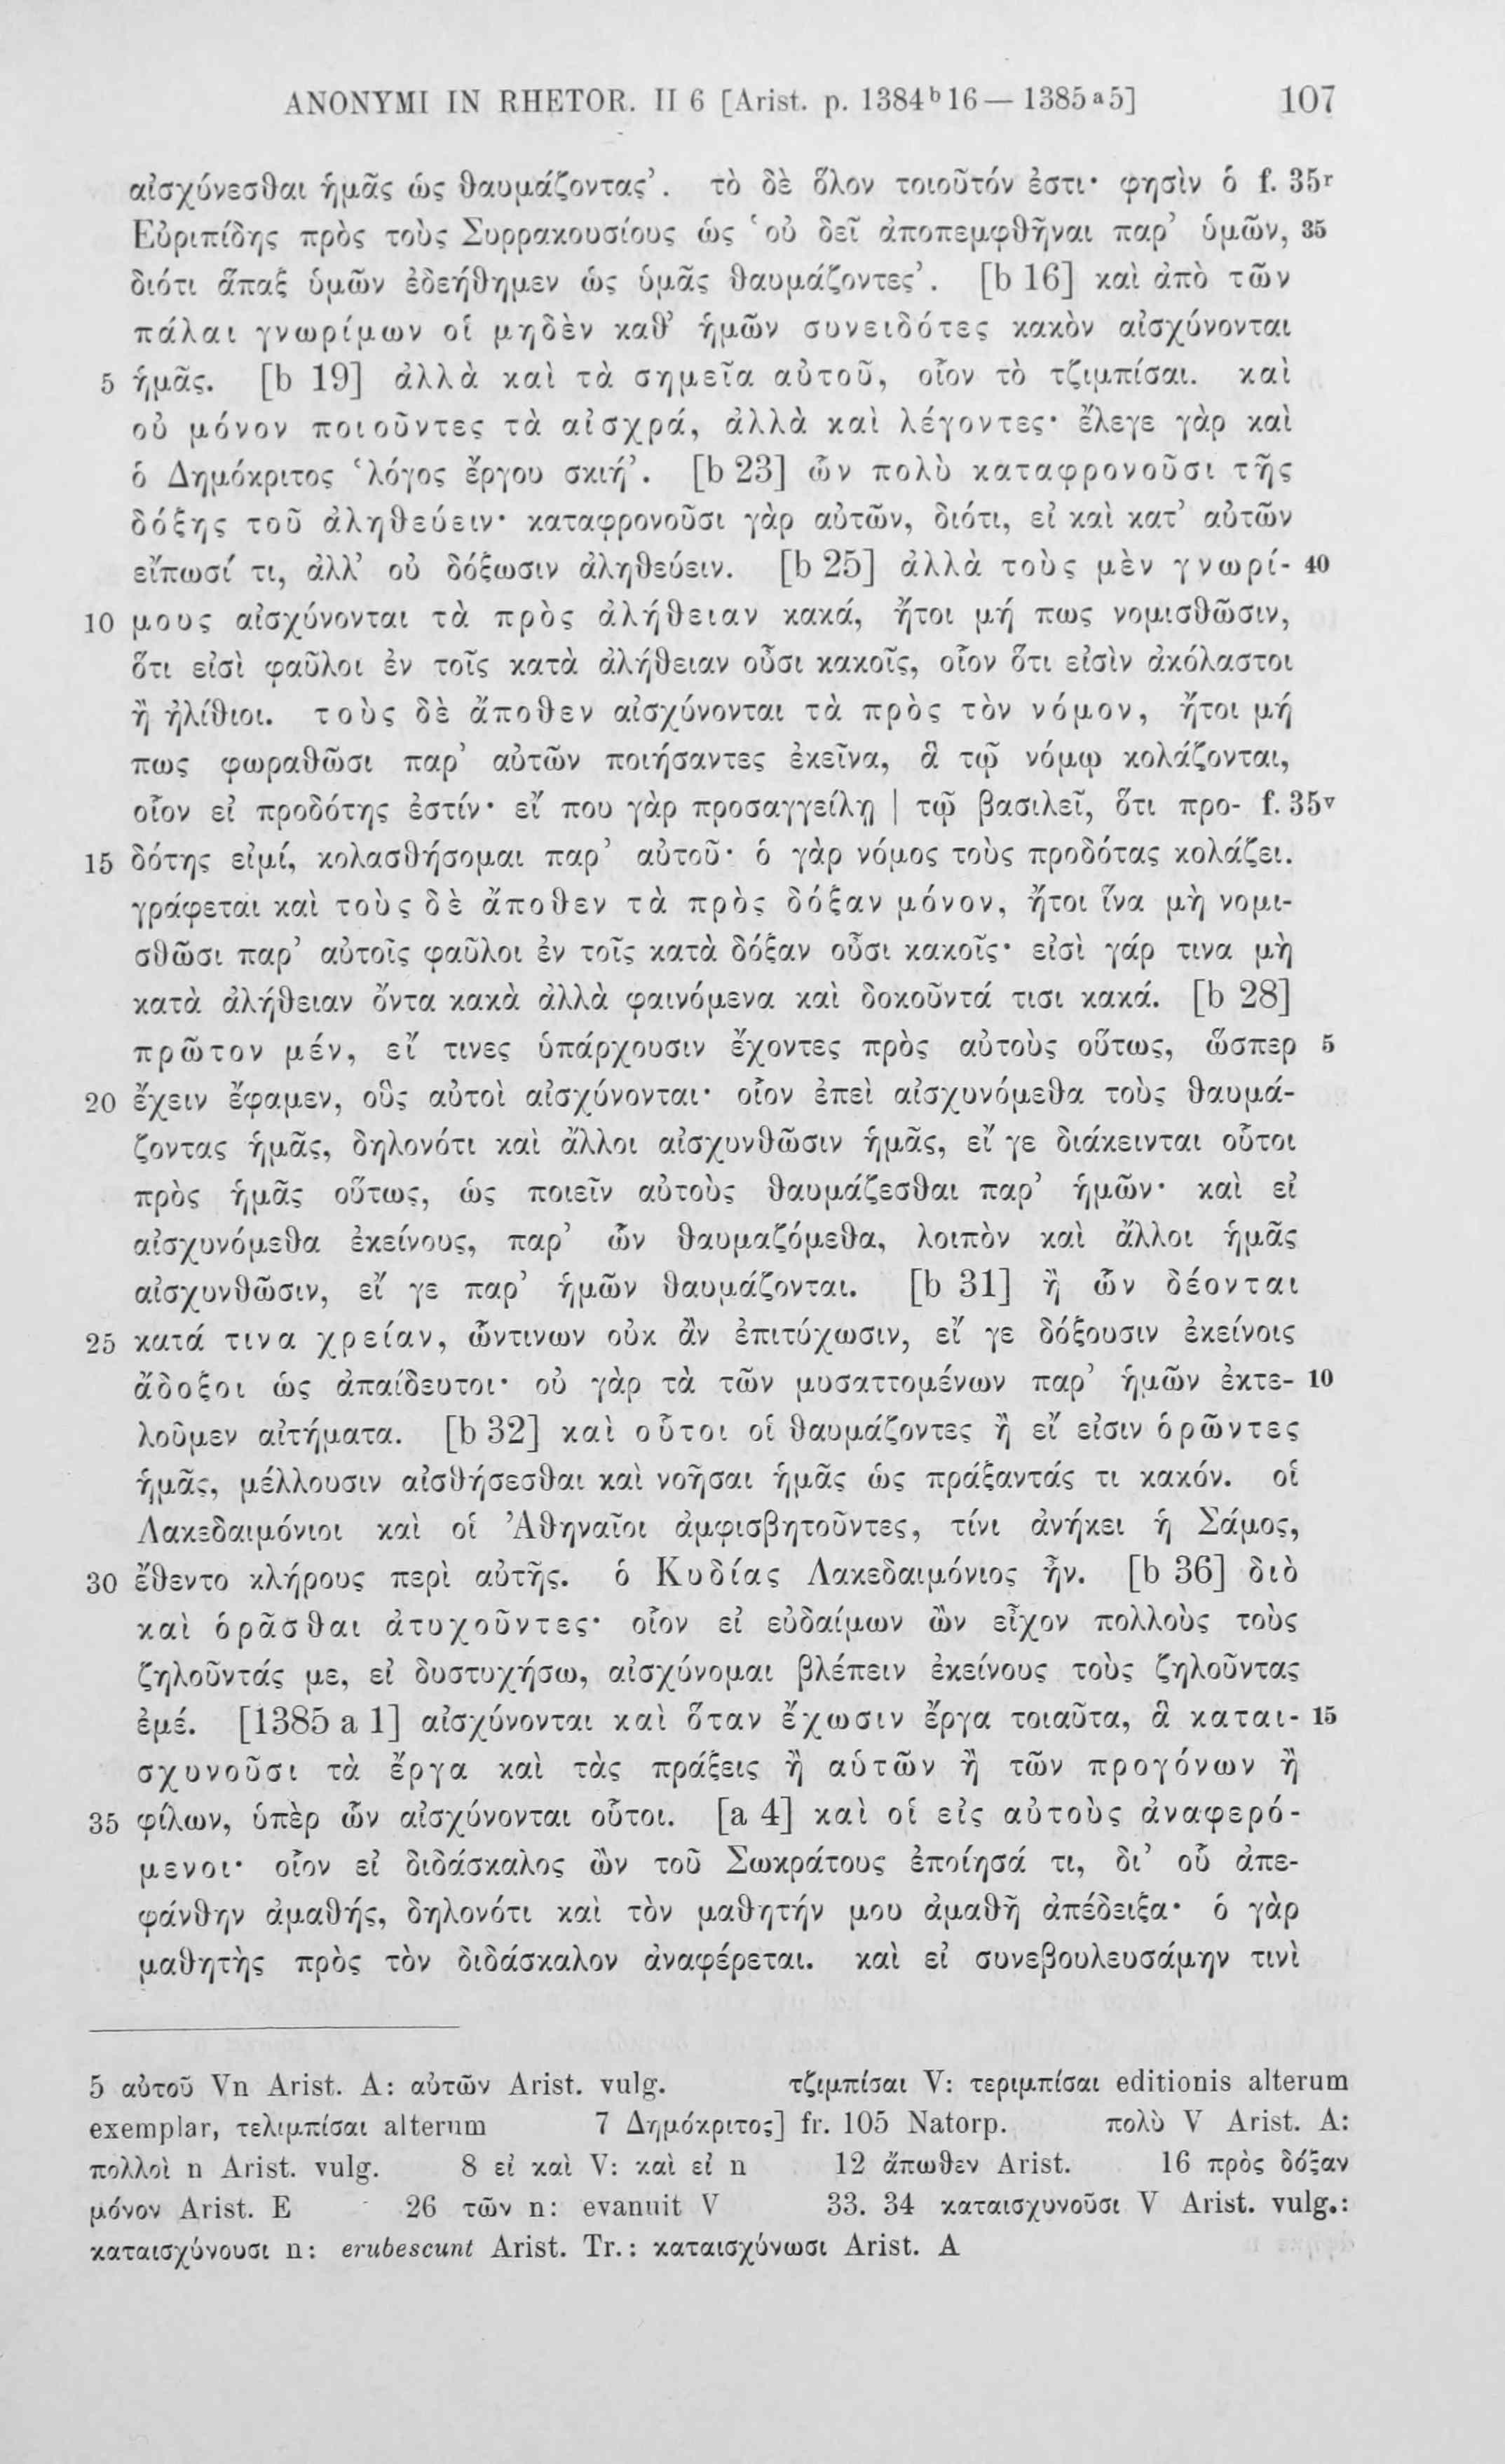 ANONYMI IN RHETOR. II 6 [Arist. p. 1384ᵇ16 — 1385ᵃ5] 107
αἰσχύνεσθαι ἡμᾶς ὡς θαυμάζοντας’. τὸ δὲ ὅλον τοιοῦτόν ἐστι· φησὶν ὁ f. 35ʳ
Εὐριπίδης πρὸς τοὺς Συρρακουσίους ὡς ‘οὐ δεῖ ἀποπεμφθῆναι παρ’ ὑμῶν, 35
διότι ἅπαξ ὑμῶν ἐδεήθημεν ὡς ὑμᾶς θαυμάζοντες’. [b 16] καὶ ἀπὸ τῶν
πάλαι γνωρίμων οἱ μηδὲν καθ’ ἡμῶν συνειδότες κακὸν αἰσχύνονται
5 ἡμᾶς. [b 19] ἀλλὰ καὶ τὰ σημεῖα αὐτοῦ, οἷον τὸ τζιμπίσαι. καὶ
οὐ μόνον ποιοῦντες τὰ αἰσχρά, ἀλλὰ καὶ λέγοντες· ἔλεγε γὰρ καὶ
ὁ Δημόκριτος ‘λόγος ἔργου σκιή’. [b 23] ὧν πολὺ καταφρονοῦσι τῆς
δόξης τοῦ ἀληθεύειν· καταφρονοῦσι γὰρ αὐτῶν, διότι, εἰ καὶ κατ’ αὐτῶν
εἴπωσί τι, ἀλλ’ οὐ δόξωσιν ἀληθεύειν. [b 25] ἀλλὰ τοὺς μὲν γνωρί- 40
10 μους αἰσχύνονται τὰ πρὸς ἀλήθειαν κακά, ἤτοι μή πως νομισθῶσιν,
ὅτι εἰσὶ φαῦλοι ἐν τοῖς κατὰ ἀλήθειαν οὖσι κακοῖς, οἷον ὅτι εἰσὶν ἀκόλαστοι
ἢ ἠλίθιοι. τοὺς δὲ ἄποθεν αἰσχύνονται τὰ πρὸς τὸν νόμον, ἤτοι μή
πως φωραθῶσι παρ’ αὐτῶν ποιήσαντες ἐκεῖνα, ἃ τῷ νόμῳ κολάζονται,
οἷον εἰ προδότης ἐστίν· εἴ που γὰρ προσαγγείλῃ | τῷ βασιλεῖ, ὅτι προ- f. 35ᵛ
15 δότης εἰμί, κολασθήσομαι παρ’ αὐτοῦ· ὁ γὰρ νόμος τοὺς προδότας κολάζει.
γράφεται καὶ τοὺς δὲ ἄποθεν τὰ πρὸς δόξαν μόνον, ἤτοι ἵνα μὴ νομι-
σθῶσι παρ’ αὐτοῖς φαῦλοι ἐν τοῖς κατὰ δόξαν οὖσι κακοῖς· εἰσὶ γάρ τινα μὴ
κατὰ ἀλήθειαν ὄντα κακὰ ἀλλὰ φαινόμενα καὶ δοκοῦντά τισι κακά. [b 28]
πρῶτον μέν, εἴ τινες ὑπάρχουσιν ἔχοντες πρὸς αὐτοὺς οὕτως, ὥσπερ 5
20 ἔχειν ἔφαμεν, οὓς αὐτοὶ αἰσχύνονται· οἷον ἐπεὶ αἰσχυνόμεθα τοὺς θαυμά-
ζοντας ἡμᾶς, δηλονότι καὶ ἄλλοι αἰσχυνθῶσιν ἡμᾶς, εἴ γε διάκεινται οὗτοι
πρὸς ἡμᾶς οὕτως, ὡς ποιεῖν αὐτοὺς θαυμάζεσθαι παρ’ ἡμῶν· καὶ εἰ
αἰσχυνόμεθα ἐκείνους, παρ’ ὧν θαυμαζόμεθα, λοιπὸν καὶ ἄλλοι ἡμᾶς
αἰσχυνθῶσιν, εἴ γε παρ’ ἡμῶν θαυμάζονται. [b 31] ἢ ὧν δέονται
25 κατά τινα χρείαν, ὧντινων οὐκ ἂν ἐπιτύχωσιν, εἴ γε δόξουσιν ἐκείνοις
ἄδοξοι ὡς ἀπαίδευτοι· οὐ γὰρ τὰ τῶν μυσαττομένων παρ’ ἡμῶν ἐκτε- 10
λοῦμεν αἰτήματα. [b 32] καὶ οὗτοι οἱ θαυμάζοντες ἢ εἴ εἰσιν ὁρῶντες
ἡμᾶς, μέλλουσιν αἰσθήσεσθαι καὶ νοῆσαι ἡμᾶς ὡς πράξαντάς τι κακόν. οἱ
Λακεδαιμόνιοι καὶ οἱ Ἀθηναῖοι ἀμφισβητοῦντες, τίνι ἀνήκει ἡ Σάμος,
30 ἔθεντο κλήρους περὶ αὐτῆς. ὁ Κυδίας Λακεδαιμόνιος ἦν. [b 36] διὸ
καὶ ὁρᾶσθαι ἀτυχοῦντες· οἷον εἰ εὐδαίμων ὢν εἶχον πολλοὺς τοὺς
ζηλοῦντάς με, εἰ δυστυχήσω, αἰσχύνομαι βλέπειν ἐκείνους τοὺς ζηλοῦντας
ἐμέ. [1385 a 1] αἰσχύνονται καὶ ὅταν ἔχωσιν ἔργα τοιαῦτα, ἃ καται- 15
σχυνοῦσι τὰ ἔργα καὶ τὰς πράξεις ἢ αὑτῶν ἢ τῶν προγόνων ἢ
35 φίλων, ὑπὲρ ὧν αἰσχύνονται οὗτοι. [a 4] καὶ οἱ εἰς αὐτοὺς ἀναφερό-
μενοι· οἷον εἰ διδάσκαλος ὢν τοῦ Σωκράτους ἐποίησά τι, δι’ οὗ ἀπε-
φάνθην ἀμαθής, δηλονότι καὶ τὸν μαθητήν μου ἀμαθῆ ἀπέδειξα· ὁ γὰρ
μαθητὴς πρὸς τὸν διδάσκαλον ἀναφέρεται. καὶ εἰ συνεβουλευσάμην τινὶ
5 αὐτοῦ Vn Arist. A: αὐτῶν Arist. vulg. τζιμπίσαι V: τεριμπίσαι editionis alterum
exemplar, τελιμπίσαι alterum 7 Δημόκριτος] fr. 105 Natorp. πολὺ V Arist. A:
πολλοὶ n Arist. vulg. 8 εἰ καὶ V: καὶ εἰ n 12 ἄπωθεν Arist. 16 πρὸς δόξαν
μόνον Arist. E 26 τῶν n: evanuit V 33. 34 καταισχυνοῦσι V Arist. vulg.:
καταισχύνουσι n: erubescunt Arist. Tr.: καταισχύνωσι Arist. A